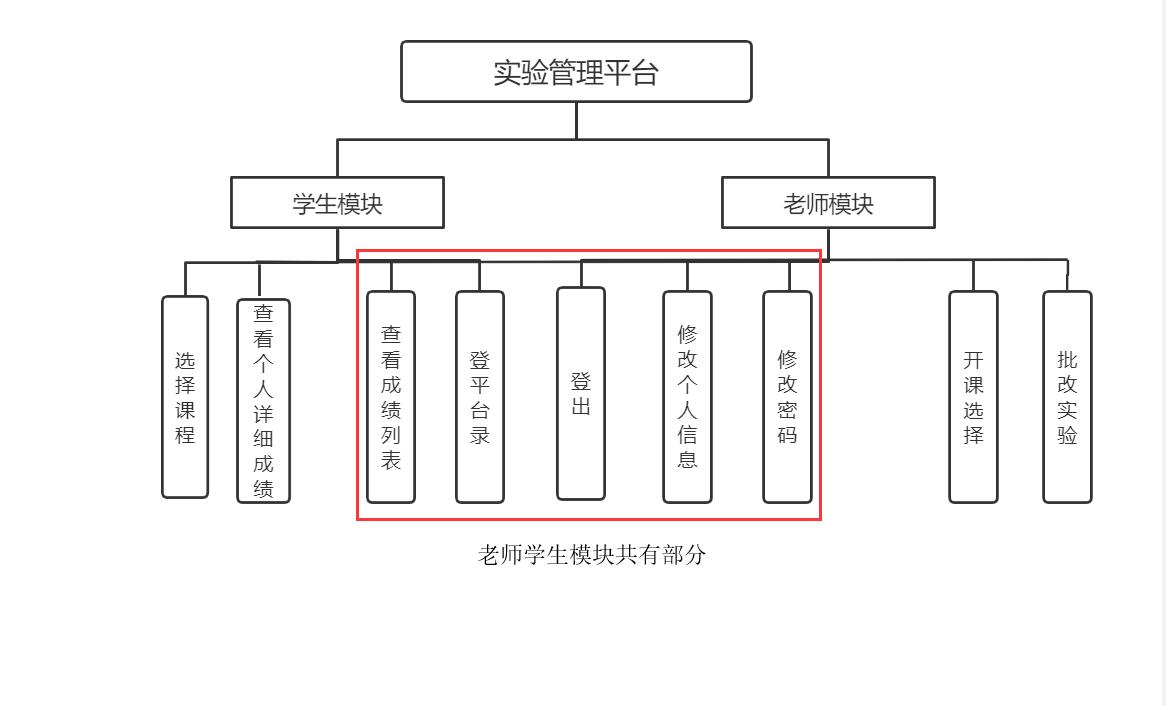 实验管理平台
学生模块
老师模块
选择课程
查看个人详细成绩
查看成绩列表
登平台录
登出
修改个人信息
修改密码
开课选择
批改实验
老师学生模块共有部分